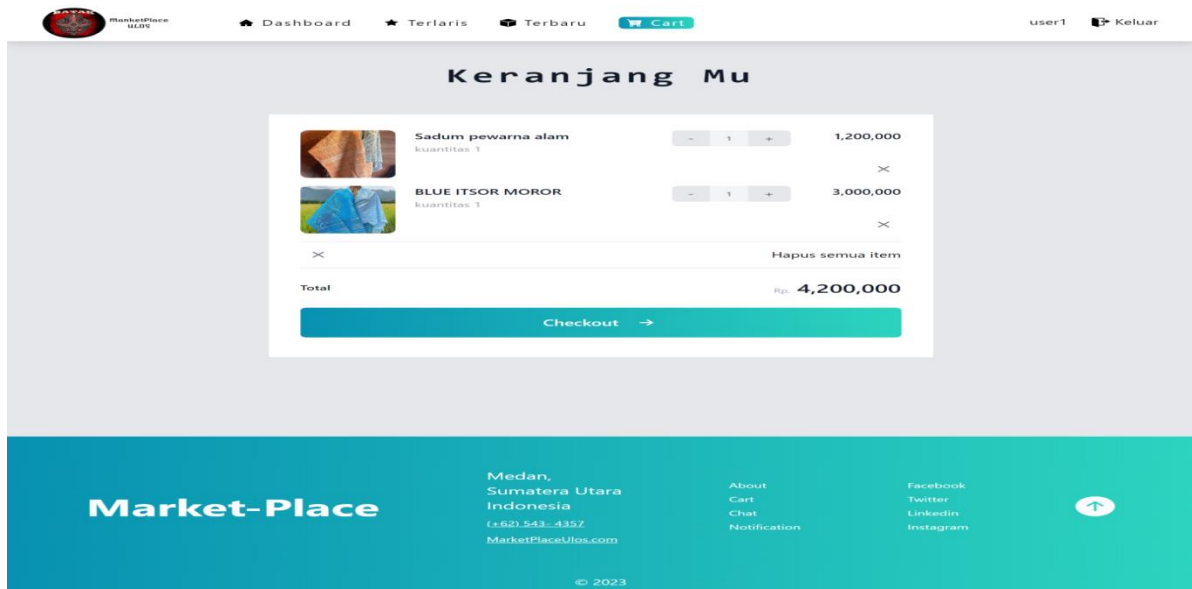 BATAK
MarketPlace
ULOS
Dashboard
Terlaris
Terbaru
Cart
user1
Keluar
Keranjang Mu
Sadum pewarna alam
kuantitas 1
- 1 +
1,200,000
BLUE ITSOR MOROR
kuantitas 1
- 1 +
3,000,000
Hapus semua item
Total
Rp. 4,200,000
Checkout →
Market-Place
Medan,
Sumatera Utara
Indonesia
(+62) 543- 4357
MarketPlaceUlos.com
About
Cart
Chat
Notification
Facebook
Twitter
Linkedin
Instagram
© 2023